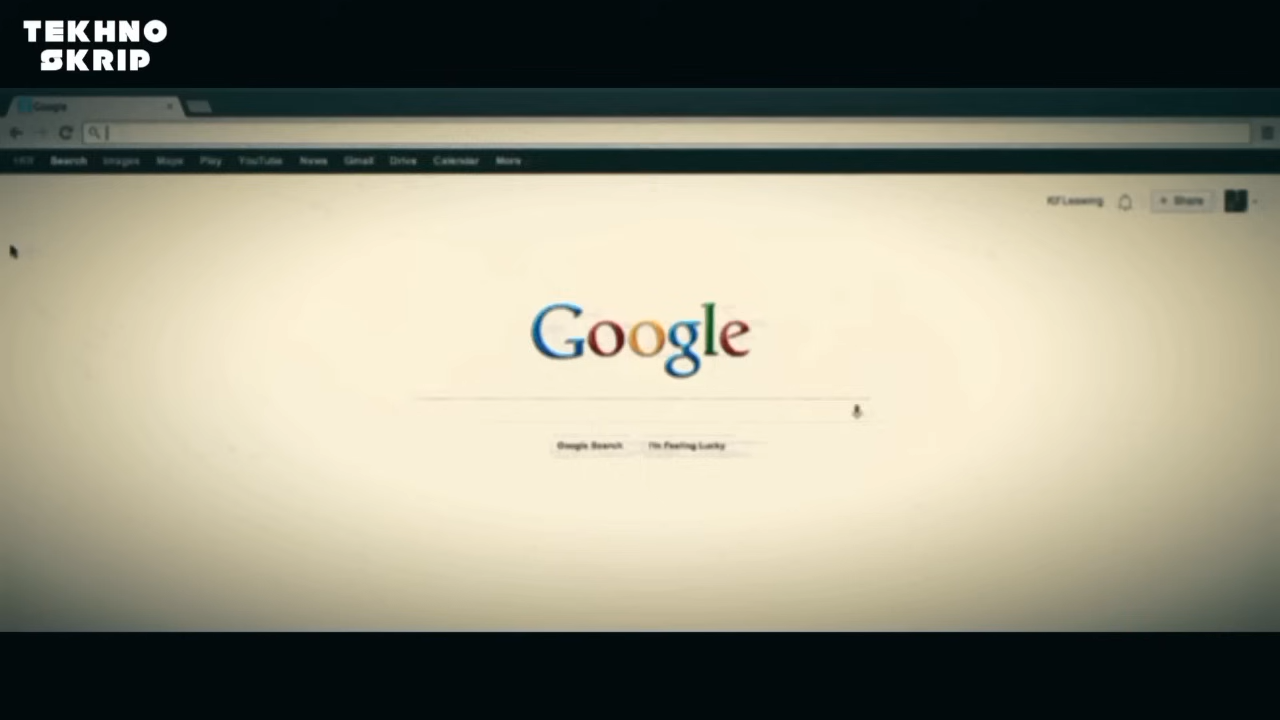 TEKHNO
SKRIP
Google
Search Images Maps Play YouTube News Gmail Drive Calendar More
Share
Google
Google Search I'm Feeling Lucky